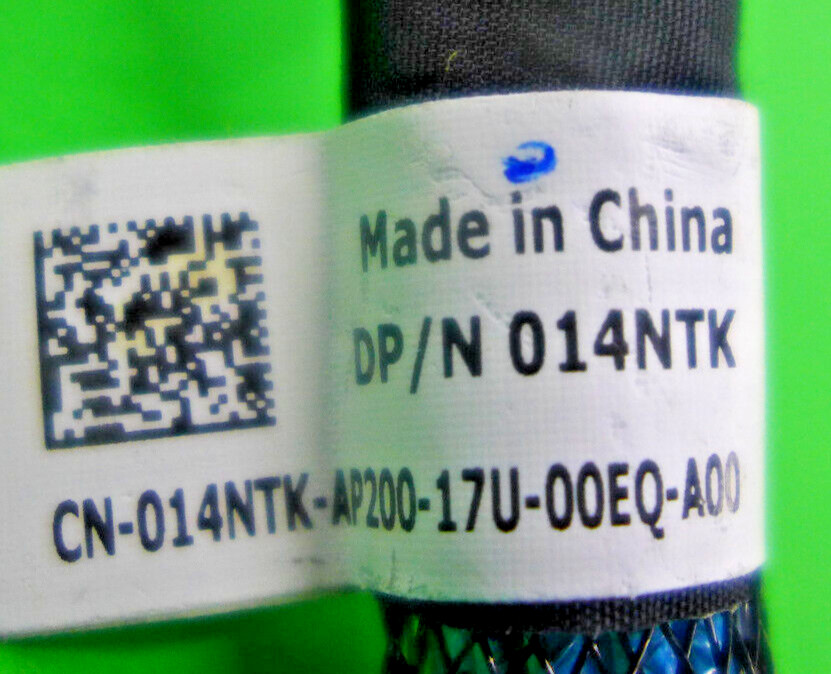 Made in China
DP/N 014NTK
CN-014NTK-AP200-17U-00EQ-A00